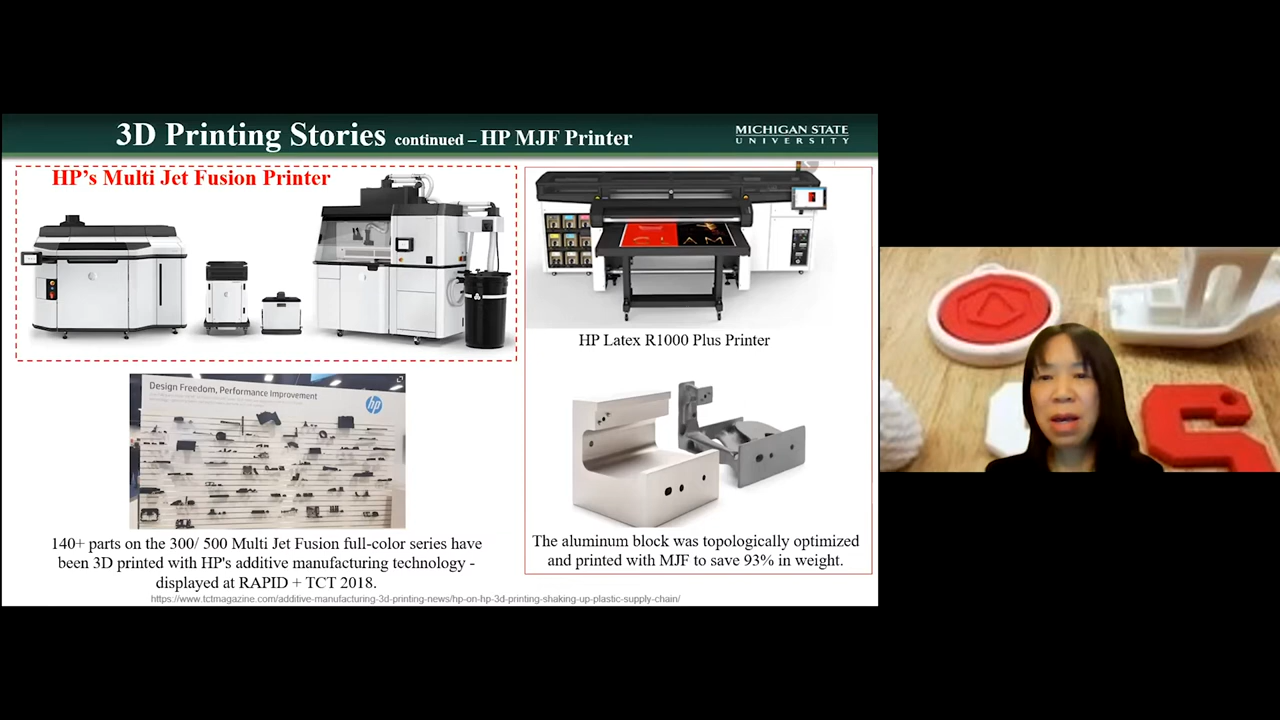 3D Printing Stories continued – HP MJF Printer
MICHIGAN STATE
UNIVERSITY
HP's Multi Jet Fusion Printer
HP Latex R1000 Plus Printer
Design Freedom, Performance Improvement
hp
140+ parts on the 300/ 500 Multi Jet Fusion full-color series have
been 3D printed with HP's additive manufacturing technology -
displayed at RAPID + TCT 2018.
The aluminum block was topologically optimized
and printed with MJF to save 93% in weight.
https://www.tctmagazine.com/additive-manufacturing-3d-printing-news/hp-on-hp-3d-printing-shaking-up-plastic-supply-chain/